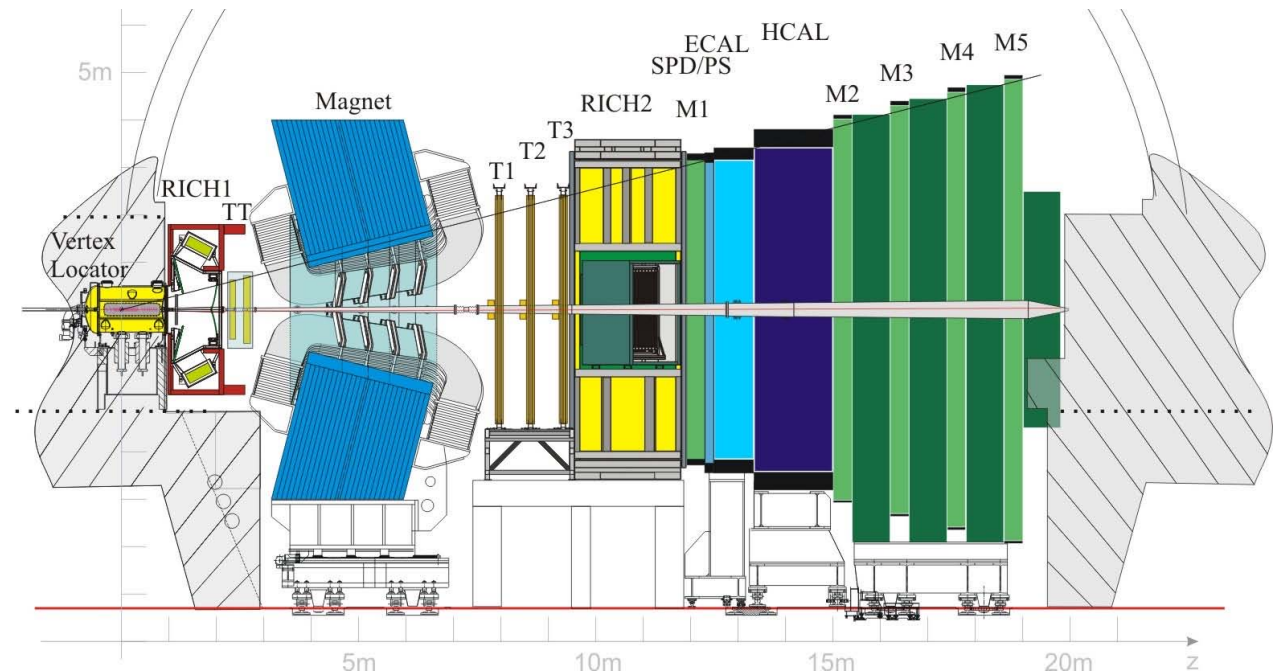 5m
Vertex
Locator
RICH1
TT
Magnet
T1
T2
T3
RICH2
M1
SPD/PS
ECAL
HCAL
M2
M3
M4
M5
5m
10m
15m
20m
z